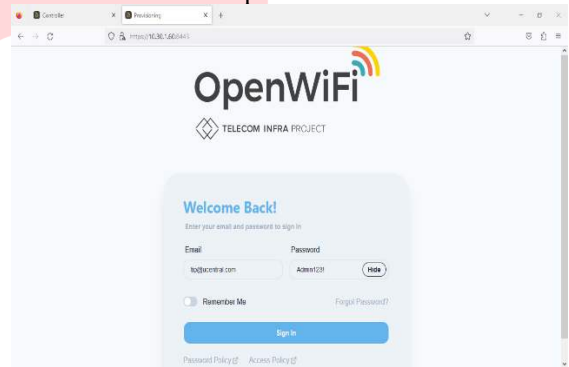 Controller
Provisioning
https://10.30.1.60:8443
OpenWiFi
TELECOM INFRA PROJECT
Welcome Back!
Enter your email and password to sign in
Email Password
tip@ucentral.com Admin123! Hide
Remember Me Forgot Password?
Sign In
Password Policy Access Policy